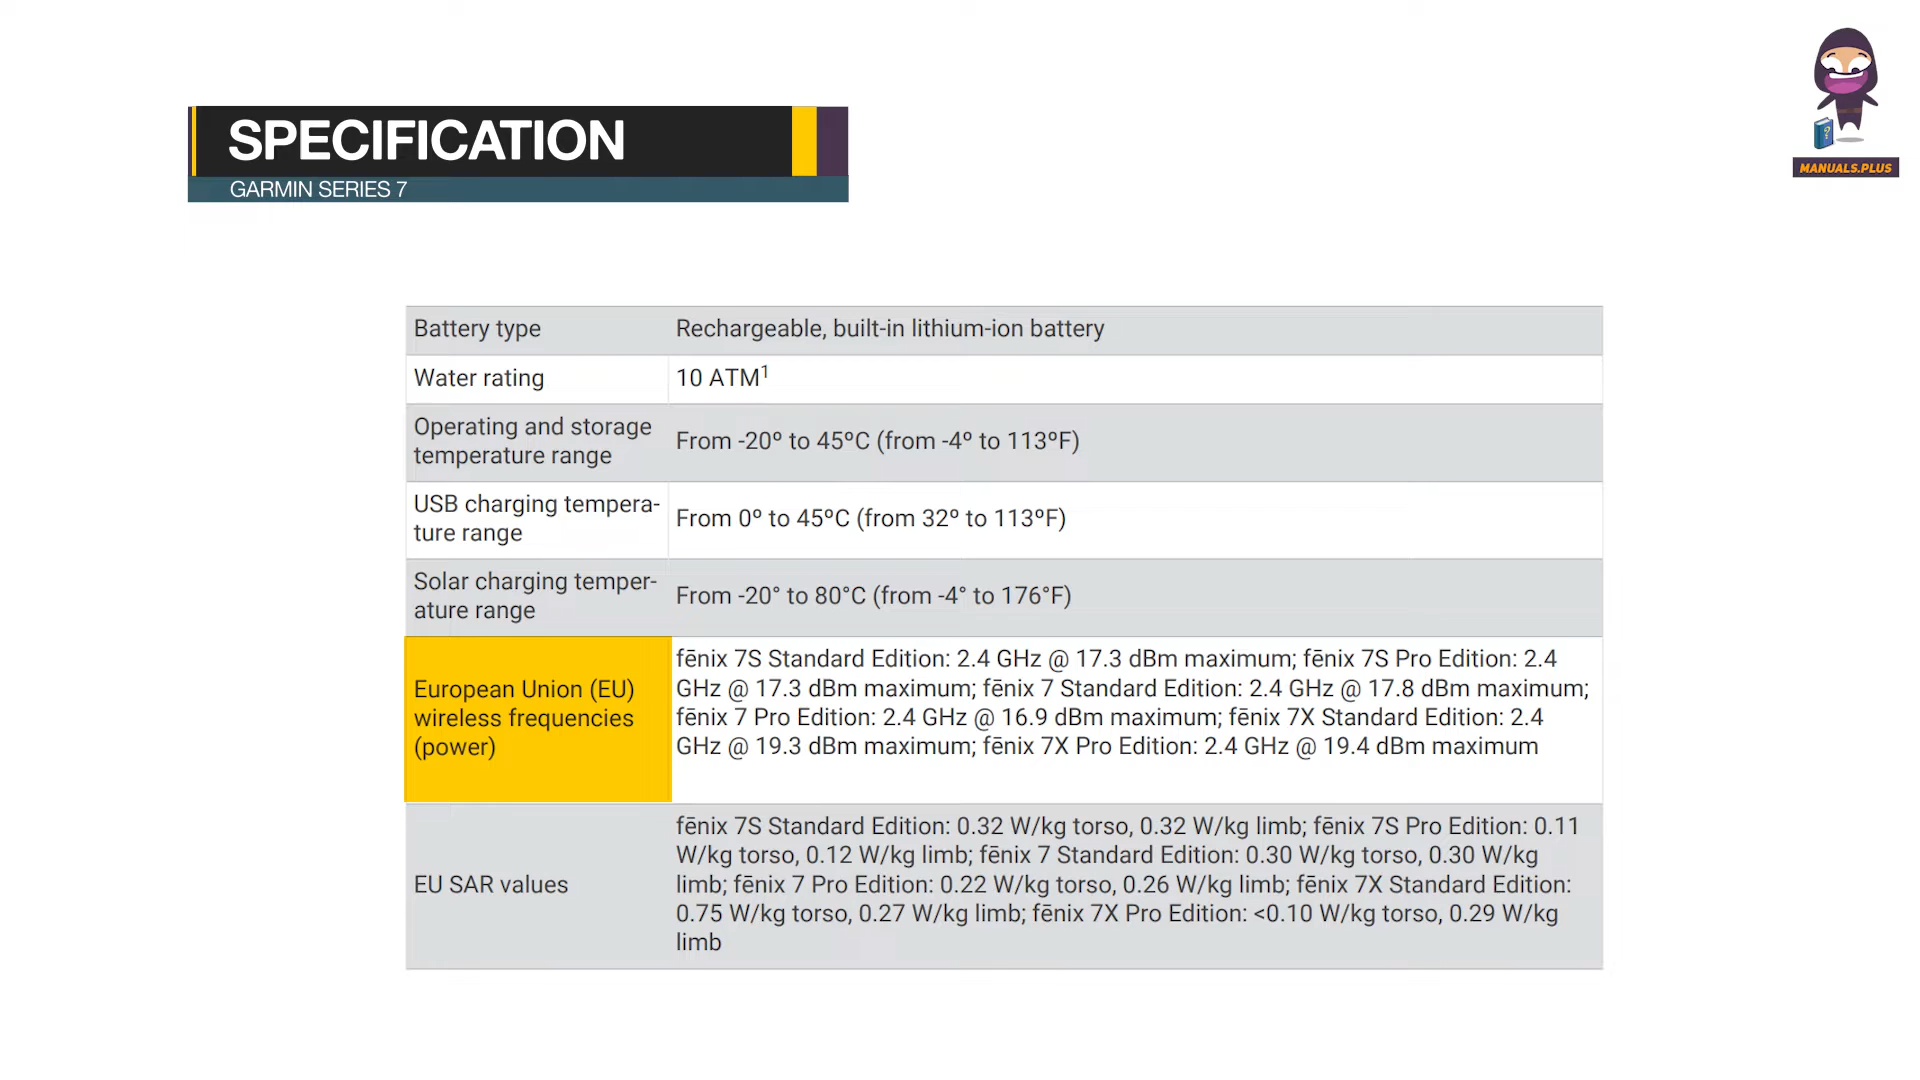 MANUALS.PLUS
SPECIFICATION
GARMIN SERIES 7
Battery type
Rechargeable, built-in lithium-ion battery
Water rating
10 ATM¹
Operating and storage
temperature range
From -20º to 45ºC (from -4º to 113ºF)
USB charging tempera-
ture range
From 0º to 45ºC (from 32º to 113ºF)
Solar charging temper-
ature range
From -20° to 80°C (from -4° to 176°F)
European Union (EU)
wireless frequencies
(power)
fēnix 7S Standard Edition: 2.4 GHz @ 17.3 dBm maximum; fēnix 7S Pro Edition: 2.4
GHz @ 17.3 dBm maximum; fēnix 7 Standard Edition: 2.4 GHz @ 17.8 dBm maximum;
fēnix 7 Pro Edition: 2.4 GHz @ 16.9 dBm maximum; fēnix 7X Standard Edition: 2.4
GHz @ 19.3 dBm maximum; fēnix 7X Pro Edition: 2.4 GHz @ 19.4 dBm maximum
EU SAR values
fēnix 7S Standard Edition: 0.32 W/kg torso, 0.32 W/kg limb; fēnix 7S Pro Edition: 0.11
W/kg torso, 0.12 W/kg limb; fēnix 7 Standard Edition: 0.30 W/kg torso, 0.30 W/kg
limb; fēnix 7 Pro Edition: 0.22 W/kg torso, 0.26 W/kg limb; fēnix 7X Standard Edition:
0.75 W/kg torso, 0.27 W/kg limb; fēnix 7X Pro Edition: <0.10 W/kg torso, 0.29 W/kg
limb